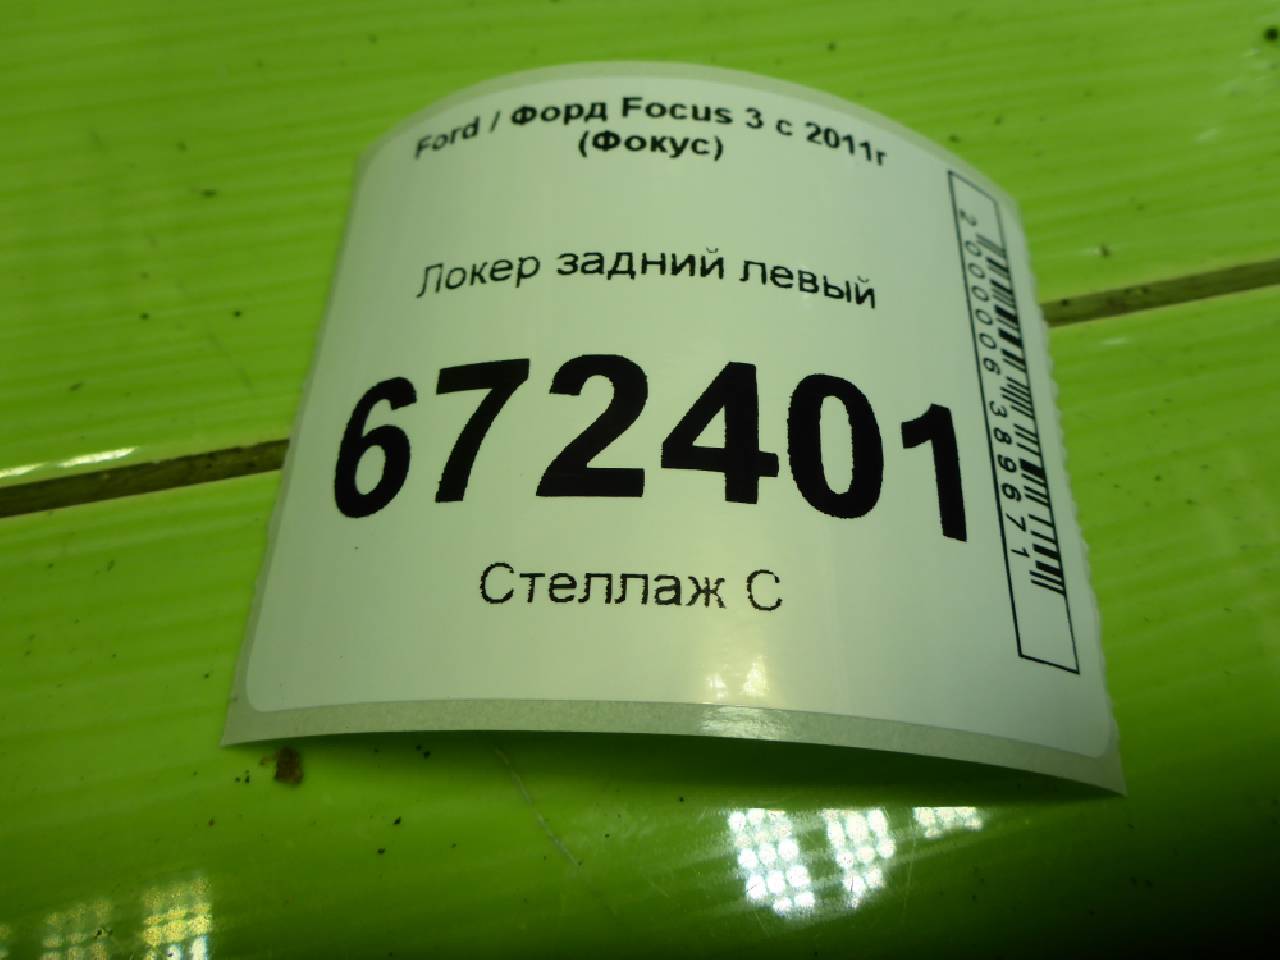 Ford / Форд Focus 3 с 2011г
(Фокус)
Локер задний левый
672401
Стеллаж С
2000006389671